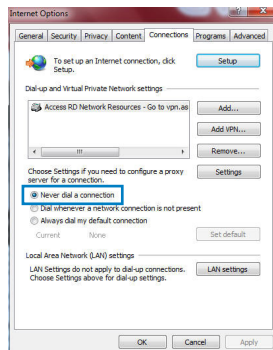 Internet Options
General Security Privacy Content Connections Programs Advanced
To set up an Internet connection, click Setup.
Setup
Dial-up and Virtual Private Network settings
Access RD Network Resources - Go to vpn.as
Add...
Add VPN...
Remove...
Choose Settings if you need to configure a proxy
server for a connection.
Settings
Never dial a connection
Dial whenever a network connection is not present
Always dial my default connection
Current None
Set default
Local Area Network (LAN) settings
LAN Settings do not apply to dial-up connections.
Choose Settings above for dial-up settings.
LAN settings
OK Cancel Apply